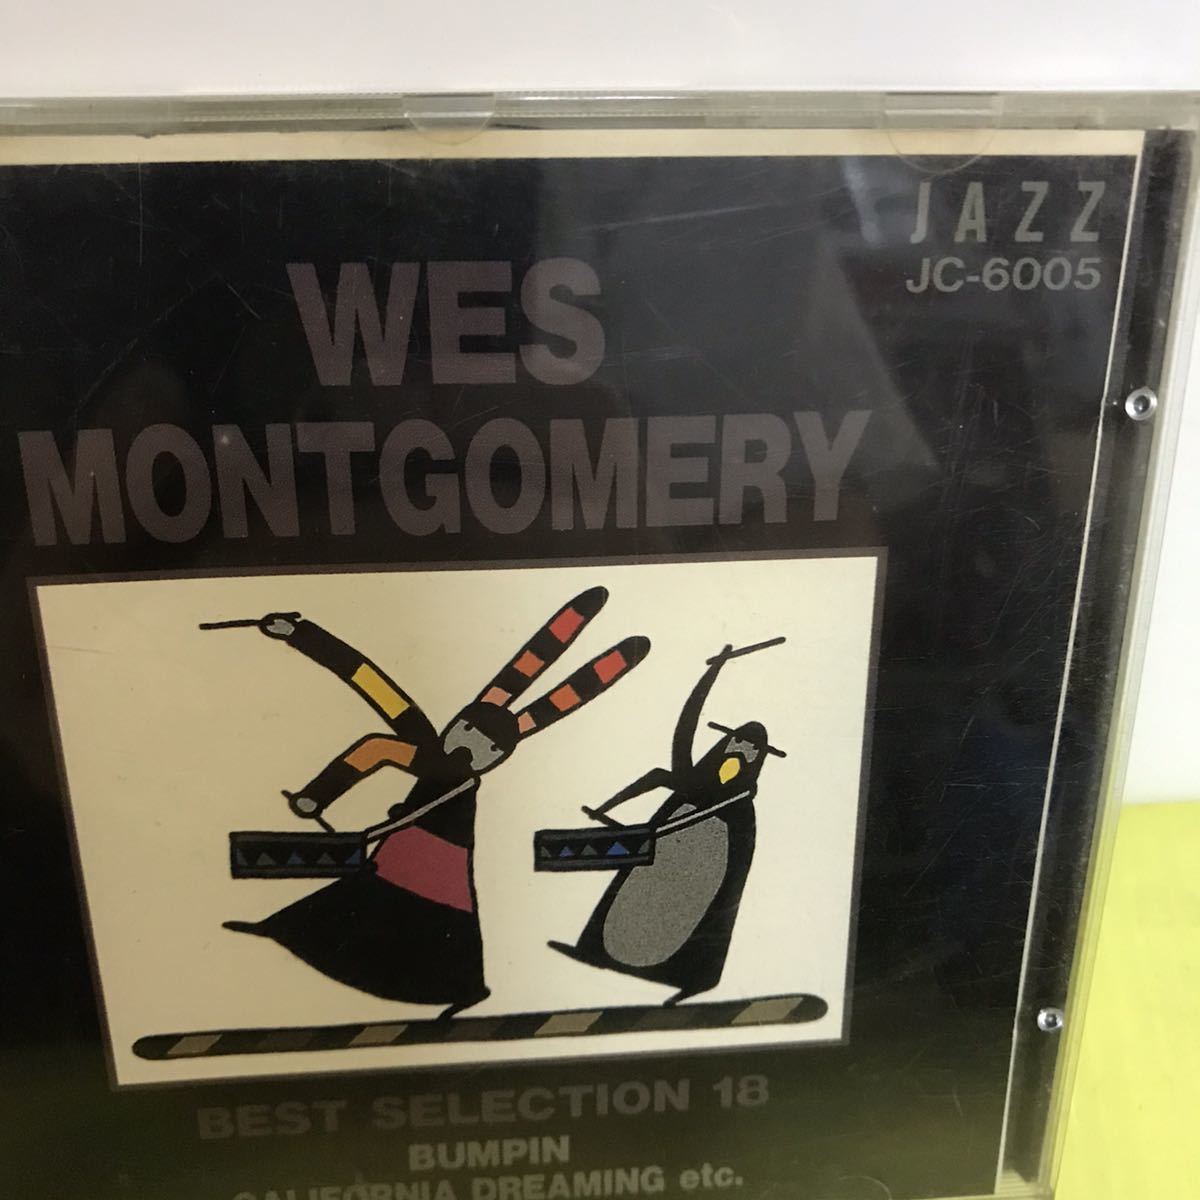 JAZZ
JC-6005
WES
MONTGOMERY
BEST SELECTION 18
BUMPIN
CALIFORNIA DREAMING etc.